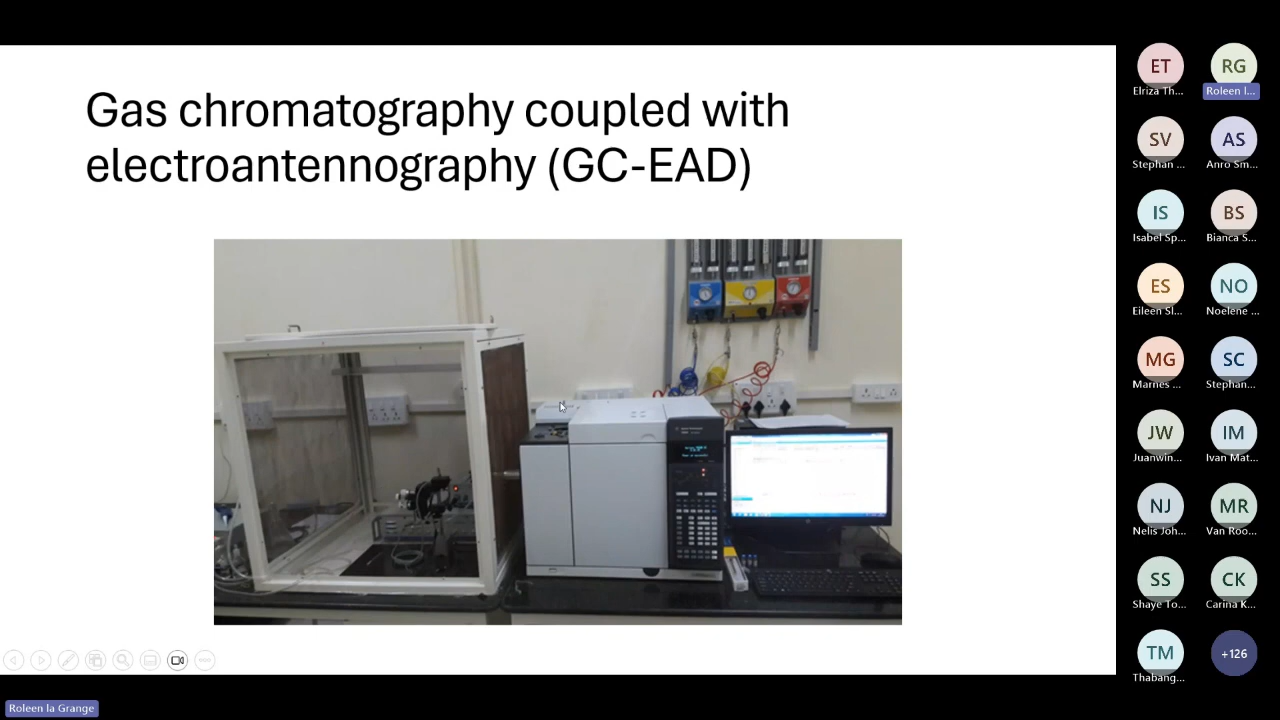 Gas chromatography coupled with
electroantennography (GC-EAD)
ET
Elriza Th...
RG
Roleen l...
SV
Stephan ...
AS
Anro Sm...
IS
Isabel Sp...
BS
Bianca S...
ES
Eileen Sl...
NO
Noelene ...
MG
Marnes ...
SC
Stephan...
JW
Juanwin...
IM
Ivan Mat...
NJ
Nelis Joh...
MR
Van Roo...
SS
Shaye To...
CK
Carina K...
TM
Thabang...
+126
Roleen la Grange